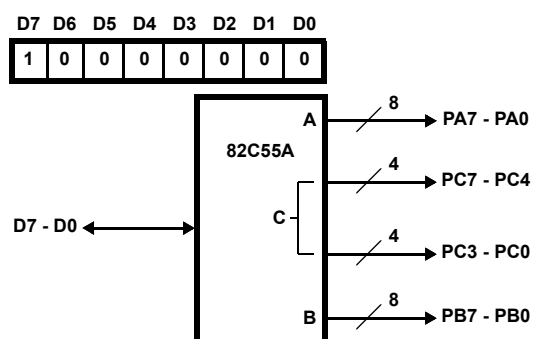 D7 D6 D5 D4 D3 D2 D1 D0
1 0 0 0 0 0 0 0
A 8 PA7 - PA0
82C55A
4 PC7 - PC4
D7 - D0 C
4 PC3 - PC0
B 8 PB7 - PB0